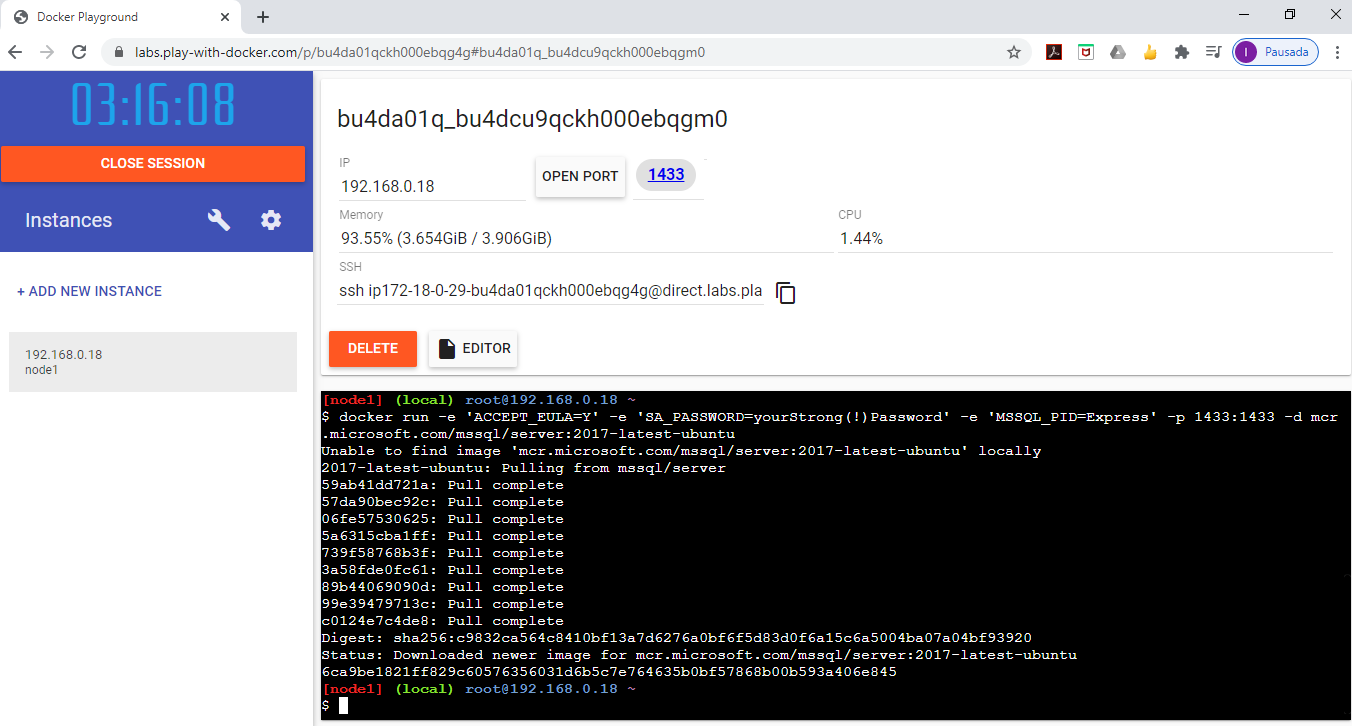 Docker Playground
labs.play-with-docker.com/p/bu4da01qckh000ebqg4g#bu4da01q_bu4dcu9qckh000ebqgm0
I
Pausada
03:16:08
CLOSE SESSION
Instances
+ ADD NEW INSTANCE
192.168.0.18
node1
bu4da01q_bu4dcu9qckh000ebqgm0
IP
192.168.0.18
OPEN PORT
1433
Memory
93.55% (3.654GiB / 3.906GiB)
CPU
1.44%
SSH
ssh ip172-18-0-29-bu4da01qckh000ebqg4g@direct.labs.pla
DELETE
EDITOR
[node1] (local) root@192.168.0.18 ~
$ docker run -e 'ACCEPT_EULA=Y' -e 'SA_PASSWORD=yourStrong(!)Password' -e 'MSSQL_PID=Express' -p 1433:1433 -d mcr
.microsoft.com/mssql/server:2017-latest-ubuntu
Unable to find image 'mcr.microsoft.com/mssql/server:2017-latest-ubuntu' locally
2017-latest-ubuntu: Pulling from mssql/server
59ab41dd721a: Pull complete
57da90bec92c: Pull complete
06fe57530625: Pull complete
5a6315cba1ff: Pull complete
739f58768b3f: Pull complete
3a58fde0fc61: Pull complete
89b44069090d: Pull complete
99e39479713c: Pull complete
c0124e7c4de8: Pull complete
Digest: sha256:c9832ca564c8410bf13a7d6276a0bf6f5d83d0f6a15c6a5004ba07a04bf93920
Status: Downloaded newer image for mcr.microsoft.com/mssql/server:2017-latest-ubuntu
6ca9be1821ff829c60576356031d6b5c7e764635b0bf57868b00b593a406e845
[node1] (local) root@192.168.0.18 ~
$